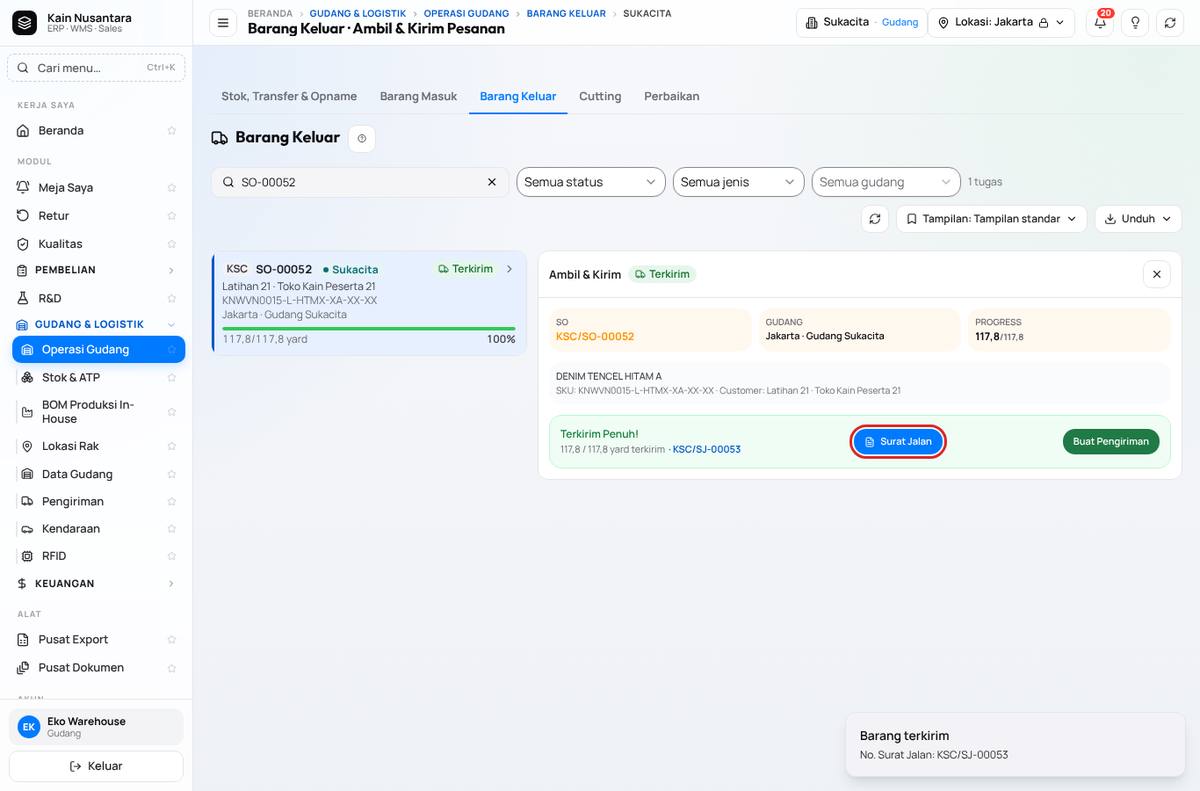 Kain Nusantara
ERP · WMS · Sales
Cari menu... Ctrl+K
KERJA SAYA
Beranda
MODUL
Meja Saya
Retur
Kualitas
PEMBELIAN
R&D
GUDANG & LOGISTIK
Operasi Gudang
Stok & ATP
BOM Produksi In-
House
Lokasi Rak
Data Gudang
Pengiriman
Kendaraan
RFID
KEUANGAN
ALAT
Pusat Export
Pusat Dokumen
AKUN
EK
Eko Warehouse
Gudang
Keluar
BERANDA > GUDANG & LOGISTIK > OPERASI GUDANG > BARANG KELUAR > SUKACITA
Barang Keluar · Ambil & Kirim Pesanan
Sukacita · Gudang
Lokasi: Jakarta
20
Stok, Transfer & Opname
Barang Masuk
Barang Keluar
Cutting
Perbaikan
Barang Keluar
SO-00052
Semua status
Semua jenis
Semua gudang
1 tugas
Tampilan: Tampilan standar
Unduh
KSC SO-00052 Sukacita Terkirim
Latihan 21 · Toko Kain Peserta 21
KNWVN0015-L-HTMX-XA-XX-XX
Jakarta · Gudang Sukacita
117,8/117,8 yard 100%
Ambil & Kirim Terkirim
SO
KSC/SO-00052
GUDANG
Jakarta · Gudang Sukacita
PROGRESS
117,8/117,8
DENIM TENCEL HITAM A
SKU: KNWVN0015-L-HTMX-XA-XX-XX · Customer: Latihan 21 · Toko Kain Peserta 21
Terkirim Penuh!
117,8 / 117,8 yard terkirim · KSC/SJ-00053
Surat Jalan
Buat Pengiriman
Barang terkirim
No. Surat Jalan: KSC/SJ-00053